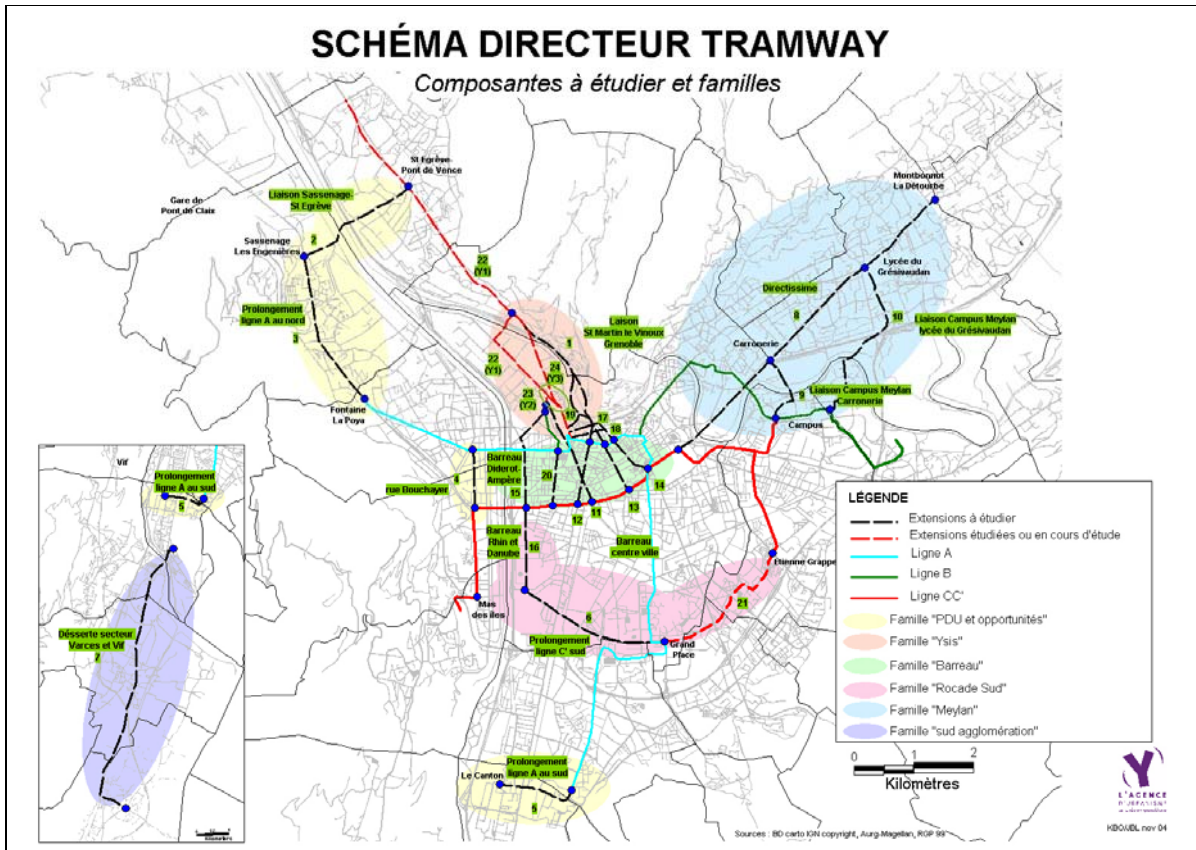 SCHÉMA DIRECTEUR TRAMWAY
Composantes à étudier et familles
St Egrève-
Pont de Vence
Liaison Sassenage-
St Egrève
Gare de
Pont de Claix
2
Sassenage
Les Engenières
22
(Y1)
Prolongement
ligne A au nord
3
Montbonnot
La Détourbe
Lycée du
Grésivaudan
Directissime
8
10
Liaison Campus Meylan
lycée du Grésivaudan
Laison
St Martin le Vinoux
Grenoble
1
Carronerie
22
(Y1)
24
(Y3)
23
(Y2)
19
17
18
9
Liaison Campus Meylan
Carronerie
Campus
Fontaine
La Poya
Barreau
Diderot-
Ampère
15
20
4
rue Bouchayer
14
13
12
11
Barreau
Rhin et
Danube
16
Barreau
centre ville
Etienne Grappe
21
Mas
des iles
6
Prolongement
ligne C' sud
Grand
Place
Le Canton
Prolongement
ligne A au sud
5
Vif
Prolongement
ligne A au sud
5
Désserte secteur
Varces et Vif
7
LÉGENDE
Extensions à étudier
Extensions étudiées ou en cours d'étude
Ligne A
Ligne B
Ligne CC'
Famille "PDU et opportunités"
Famille "Ysis"
Famille "Barreau"
Famille "Rocade Sud"
Famille "Meylan"
Famille "sud agglomération"
0 1 2
Kilomètres
L'AGENCE
D'URBANISME
Sources : BD carto IGN copyright, Aurg-Magellan, RGP 99
KBO/JBL nov 04